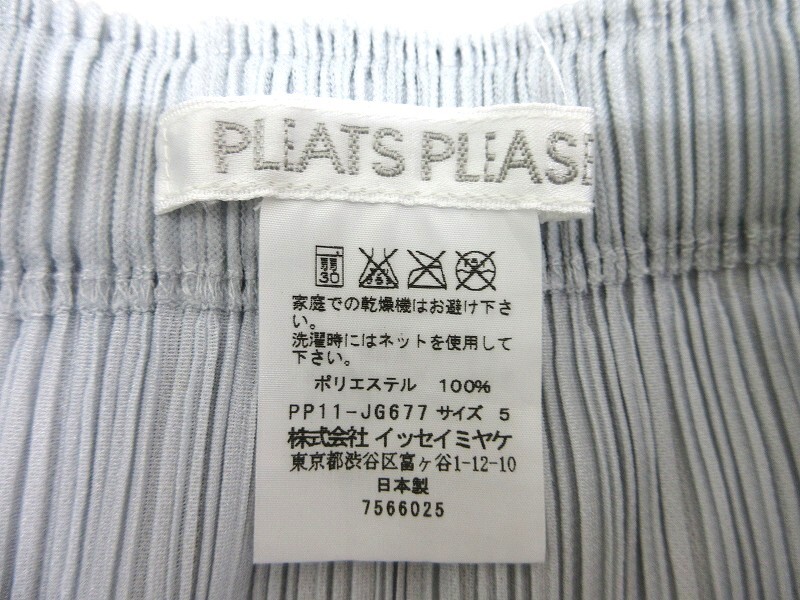 PLEATS PLEASE
弱
30
家庭での乾燥機はお避け下さ
い。
洗濯時にはネットを使用して
下さい。
ポリエステル 100%
PP11-JG677 サイズ 5
株式会社 イッセイミヤケ
東京都渋谷区富ヶ谷1-12-10
日本製
7566025